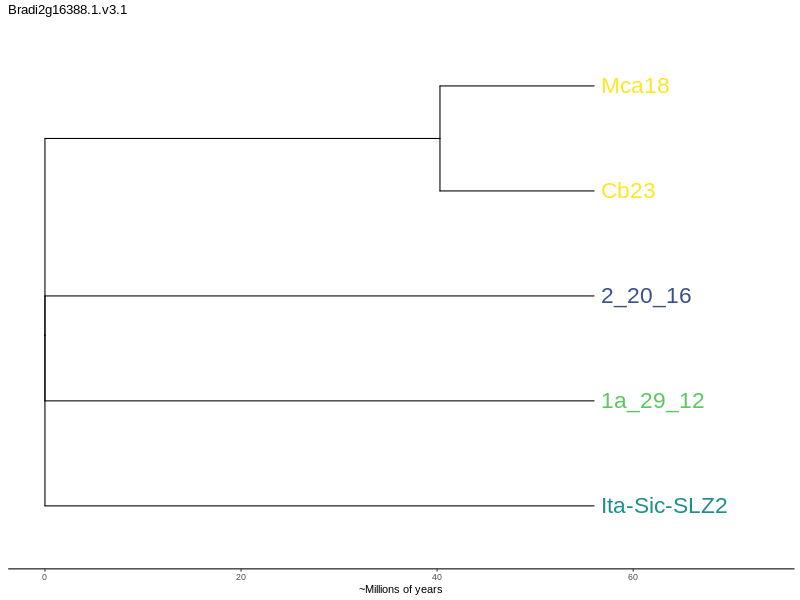 Bradi2g16388.1.v3.1
Mca18
Cb23
2_20_16
1a_29_12
Ita-Sic-SLZ2
0 20 40 60
~Millions of years